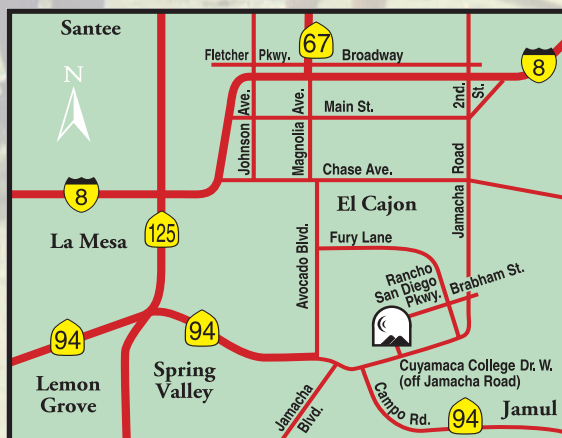 Santee
67
Fletcher Pkwy. Broadway
8
N
Johnson Ave.
Magnolia Ave.
2nd. St.
Main St.
Chase Ave.
8
El Cajon
Jamacha Road
125
La Mesa
Avocado Blvd.
Fury Lane
Rancho
San Diego
Pkwy.
Brabham St.
94
94
Spring
Valley
Lemon
Grove
Cuyamaca College Dr. W.
(off Jamacha Road)
Jamacha
Blvd.
Campo Rd.
94
Jamul